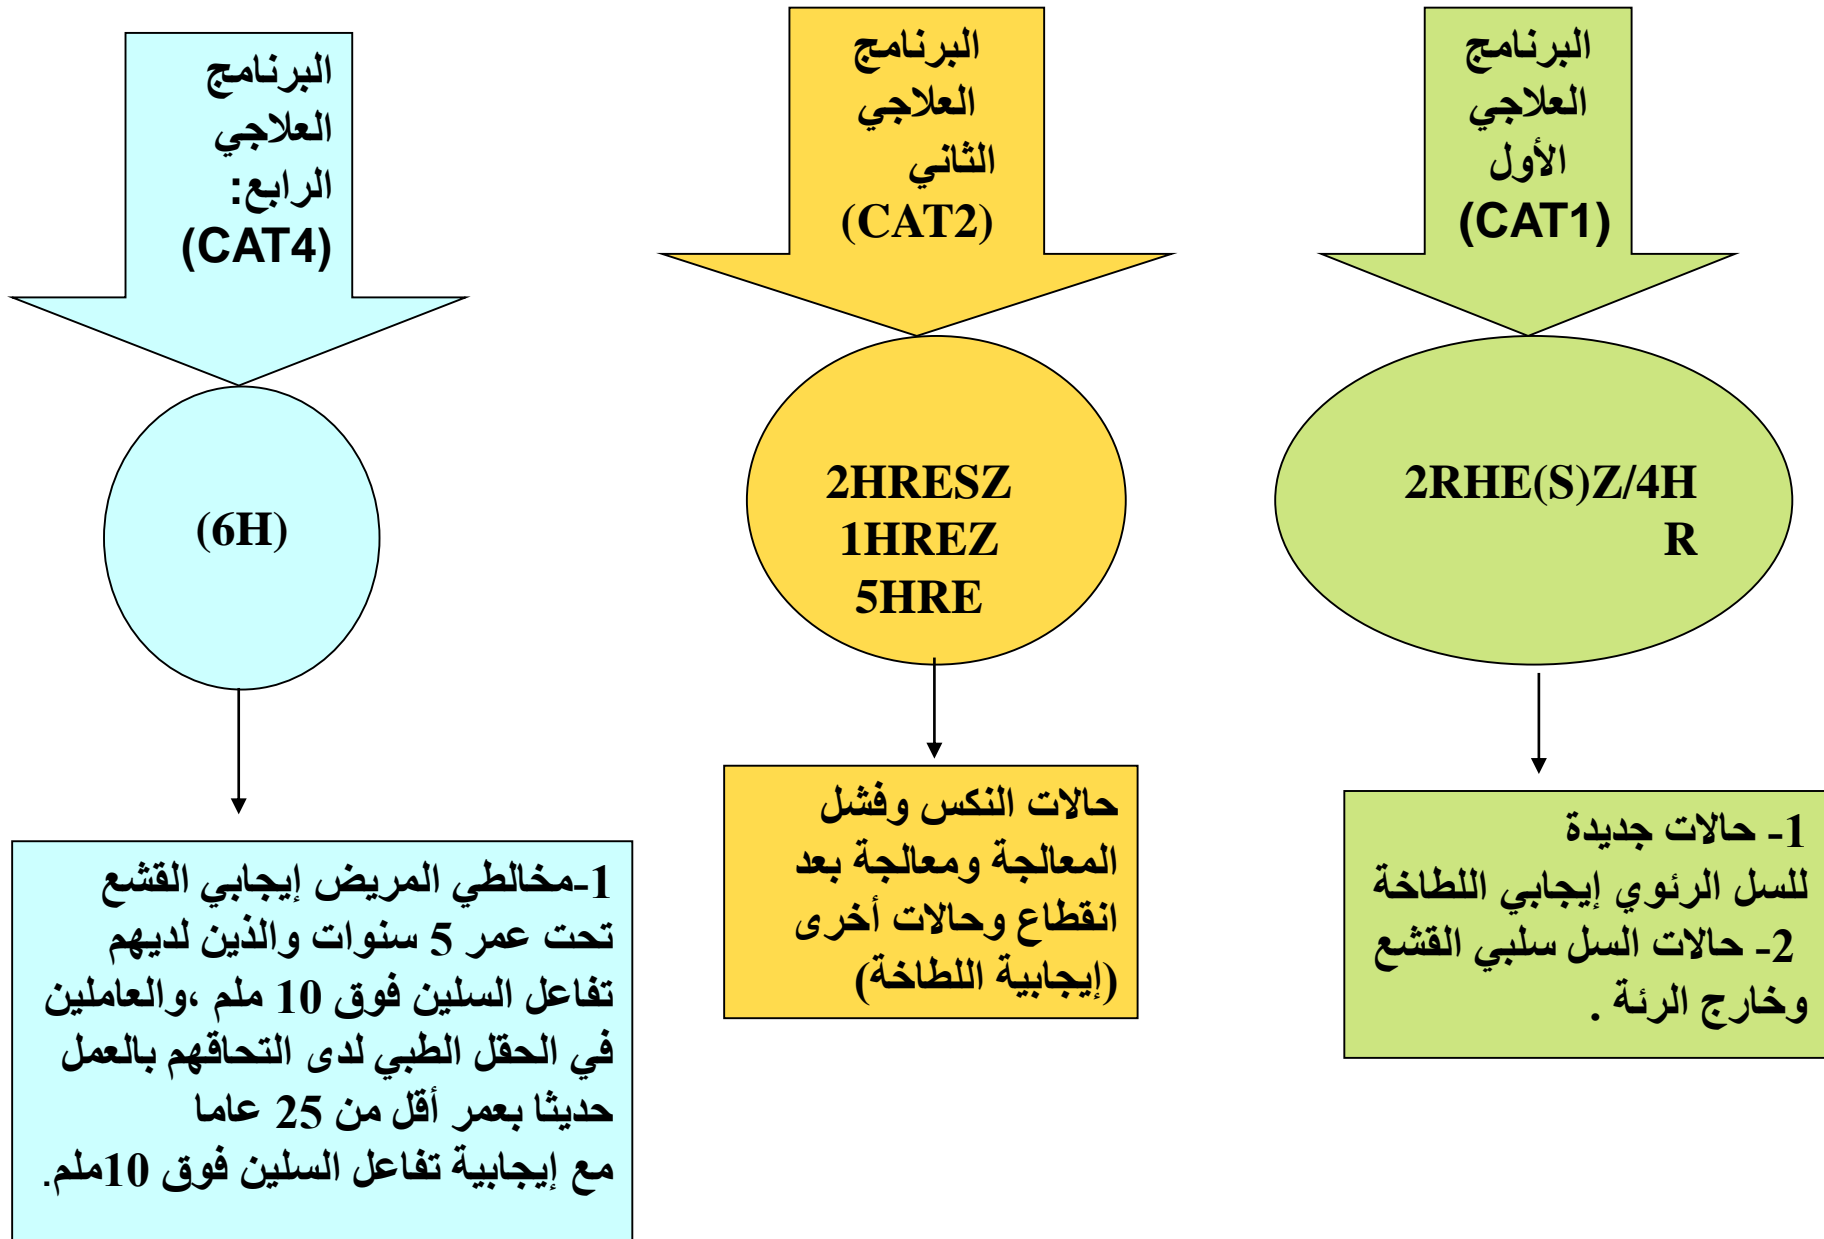 البرنامج
العلاجي
الأول
(CAT1)
2RHE(S)Z/4H
R
1- حالات جديدة
للسل الرئوي إيجابي اللطاخة
2- حالات السل سلبي القشع
وخارج الرئة .
البرنامج
العلاجي
الثاني
(CAT2)
2HRESZ
1HREZ
5HRE
حالات النكس وفشل
المعالجة ومعالجة بعد
انقطاع وحالات أخرى
(إيجابية اللطاخة)
البرنامج
العلاجي
الرابع:
(CAT4)
(6H)
1-مخالطي المريض إيجابي القشع
تحت عمر 5 سنوات والذين لديهم
تفاعل السلين فوق 10 ملم ،والعاملين
في الحقل الطبي لدى التحاقهم بالعمل
حديثا بعمر أقل من 25 عاما
مع إيجابية تفاعل السلين فوق 10ملم.